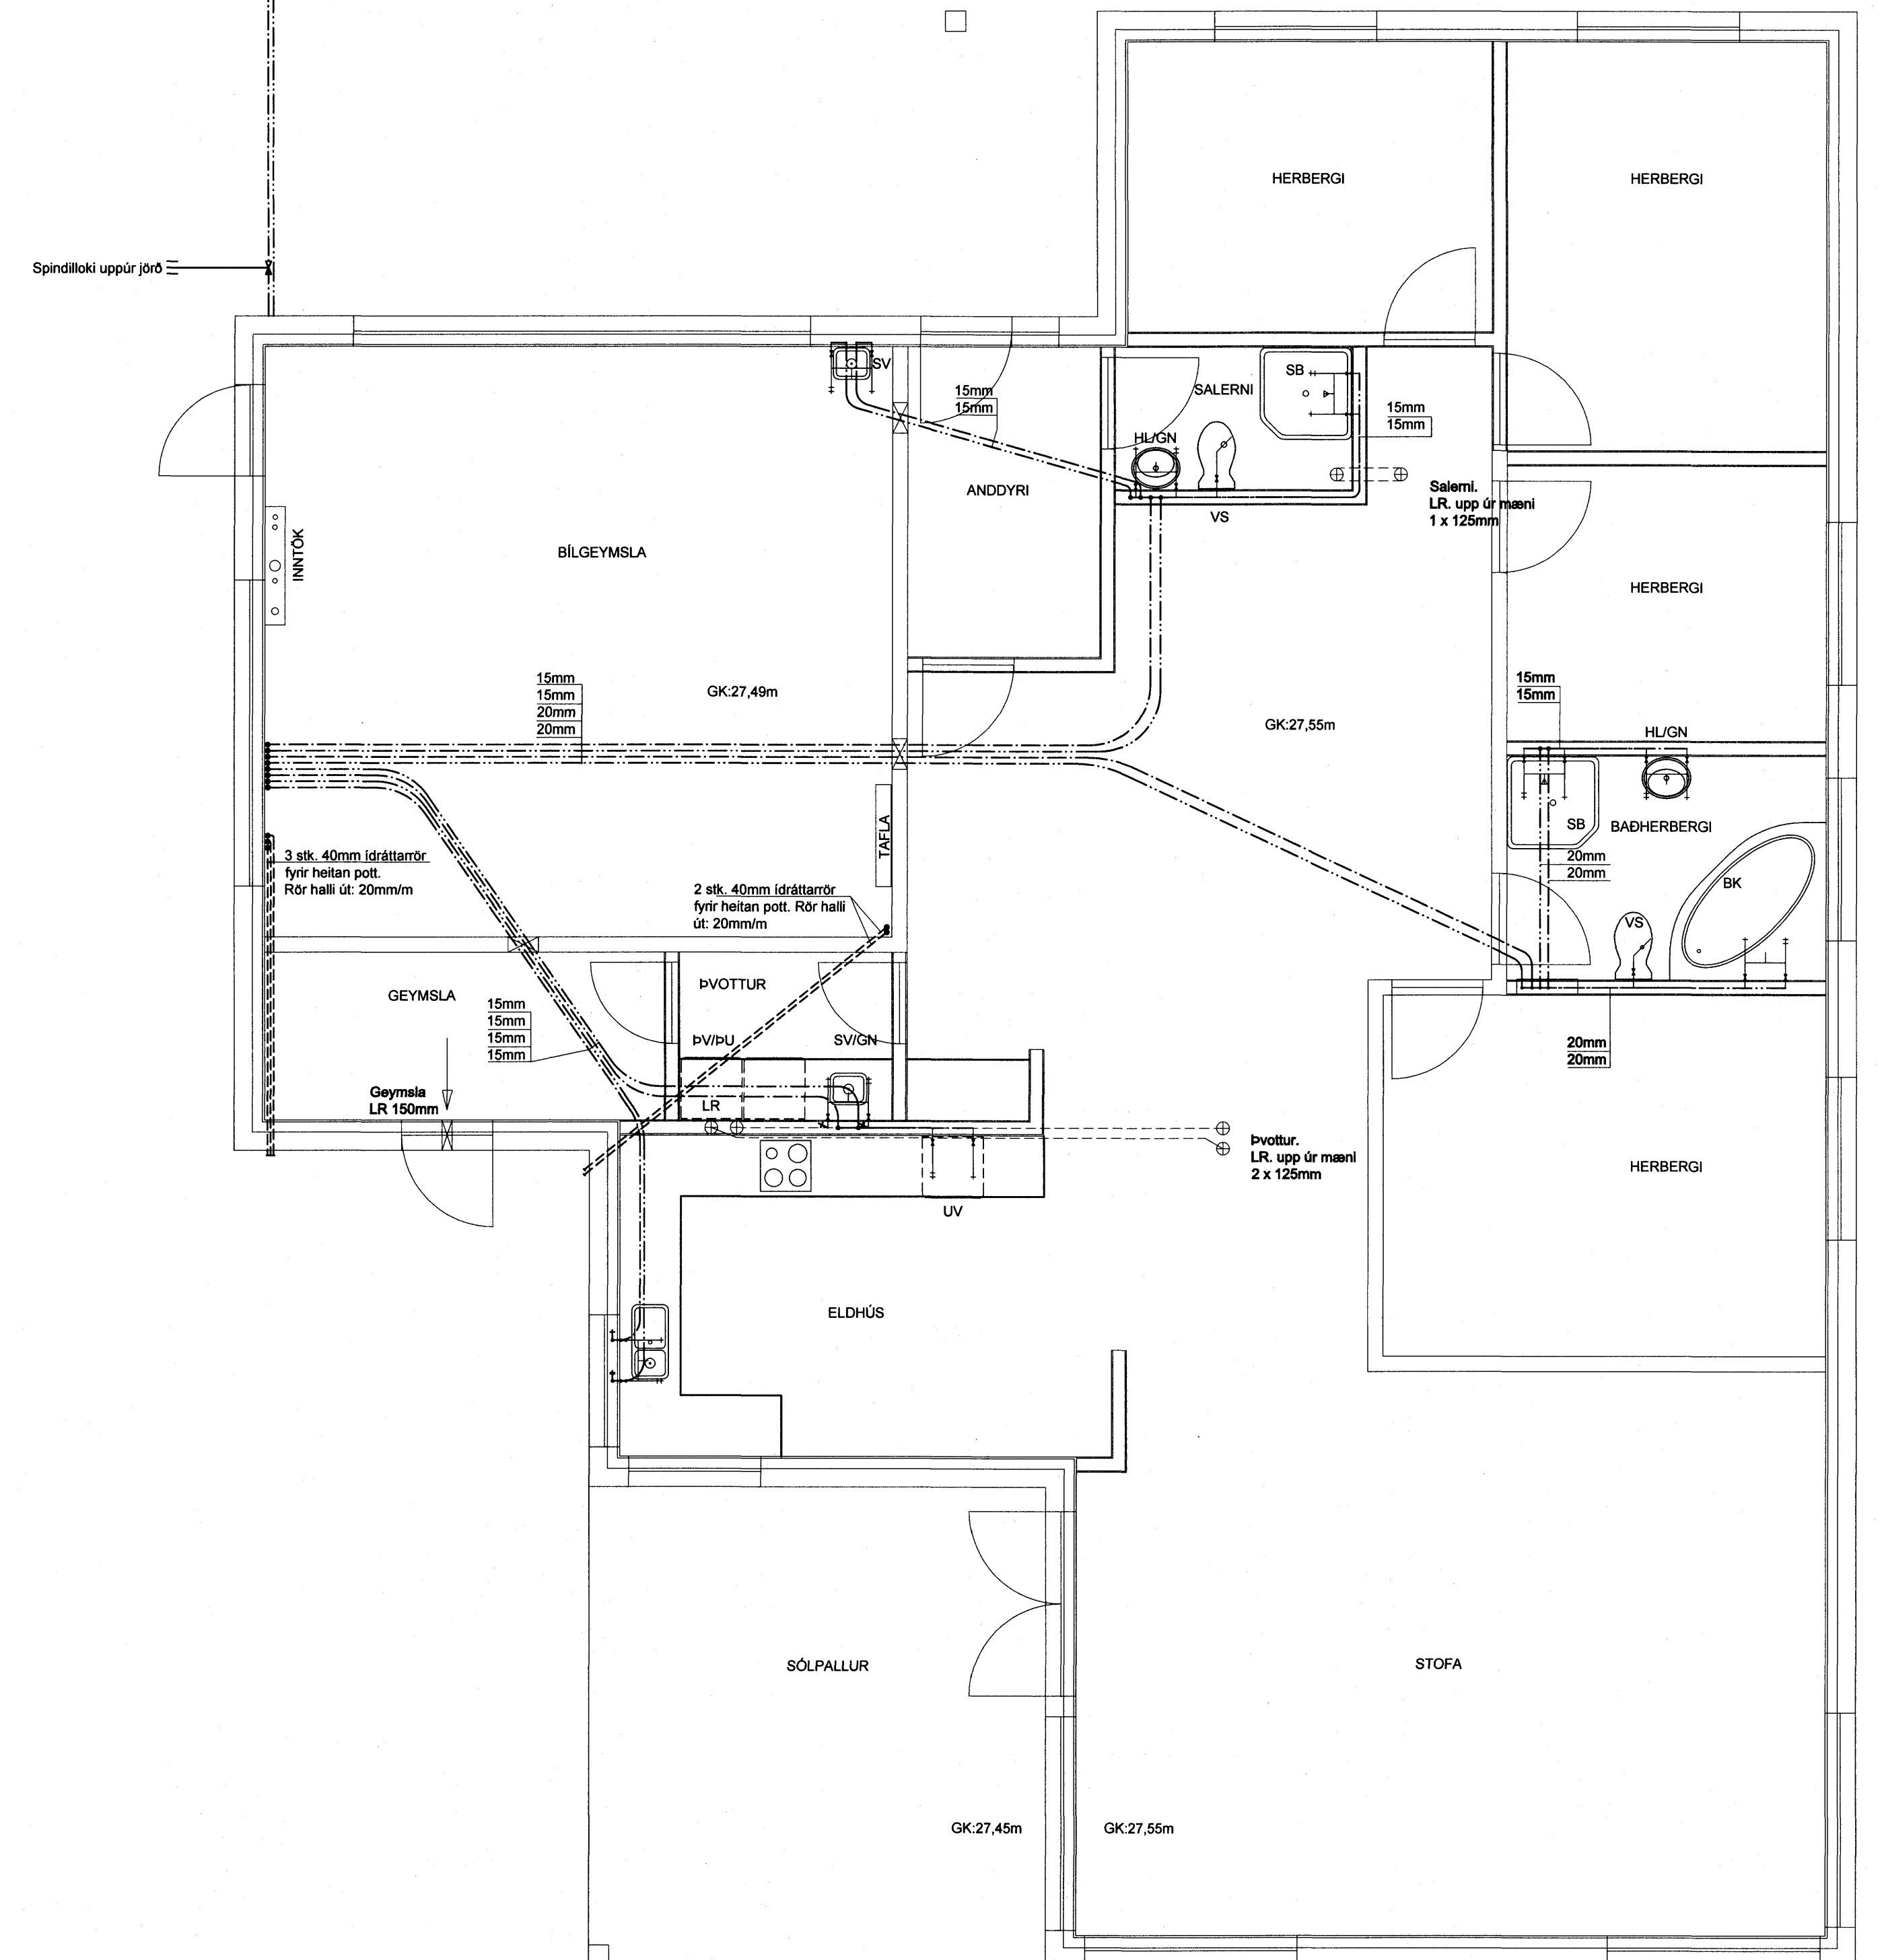 HERBERGI
HERBERGI
Spindilloki uppúr jörð
SV
15mm
15mm
SALERNI
SB
15mm
15mm
HL/GN
ANDDYRI
VS
Salerni.
LR. upp úr mæni
1 x 125mm
INNTÖK
BÍLGEYMSLA
HERBERGI
15mm
15mm
20mm
20mm
GK:27,49m
GK:27,55m
15mm
15mm
HL/GN
TAFLA
SB
BAÐHERBERGI
3 stk. 40mm ídráttarrör
fyrir heitan pott.
Rör halli út: 20mm/m
2 stk. 40mm ídráttarrör
fyrir heitan pott. Rör halli
út: 20mm/m
20mm
20mm
BK
VS
GEYMSLA
ÞVOTTUR
15mm
15mm
15mm
15mm
ÞV/ÞU
SV/GN
20mm
20mm
Geymsla
LR 150mm
LR
Þvottur.
LR. upp úr mæni
2 x 125mm
HERBERGI
UV
ELDHÚS
SÓLPALLUR
STOFA
GK:27,45m
GK:27,55m